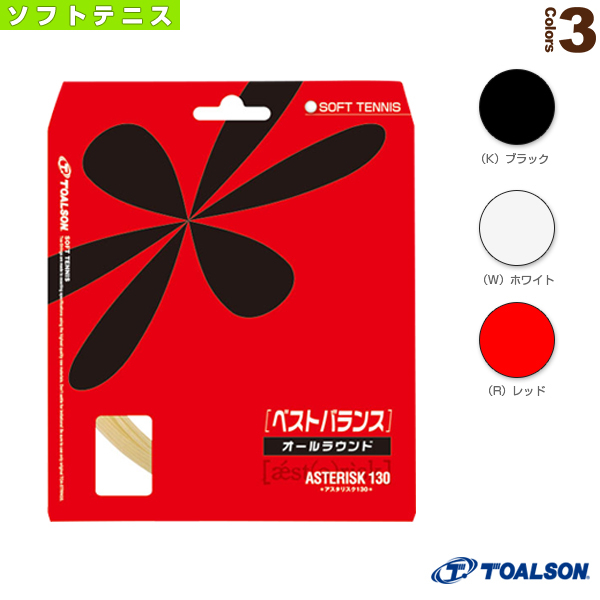 ソフトテニス
Colors 3
SOFT TENNIS
TOALSON
SOFT TENNIS
（K）ブラック
（W）ホワイト
（R）レッド
[ベストバランス]
オールラウンド
ASTERISK 130
＊アスタリスク130＊
TOALSON